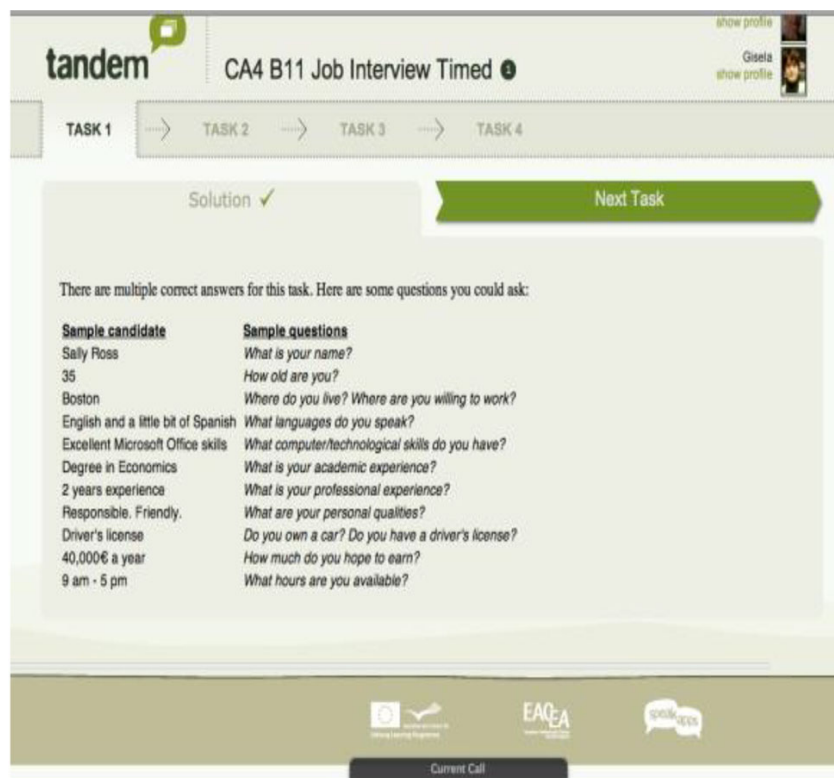 show profile
tandem
CA4 B11 Job Interview Timed
Gisela
show profile
TASK 1
TASK 2
TASK 3
TASK 4
Solution ✓
Next Task
There are multiple correct answers for this task. Here are some questions you could ask:
Sample candidate Sample questions
Sally Ross What is your name?
35 How old are you?
Boston Where do you live? Where are you willing to work?
English and a little bit of Spanish What languages do you speak?
Excellent Microsoft Office skills What computer/technological skills do you have?
Degree in Economics What is your academic experience?
2 years experience What is your professional experience?
Responsible. Friendly. What are your personal qualities?
Driver's license Do you own a car? Do you have a driver's license?
40,000€ a year How much do you hope to earn?
9 am - 5 pm What hours are you available?
EACEA
speakapps
Current Call